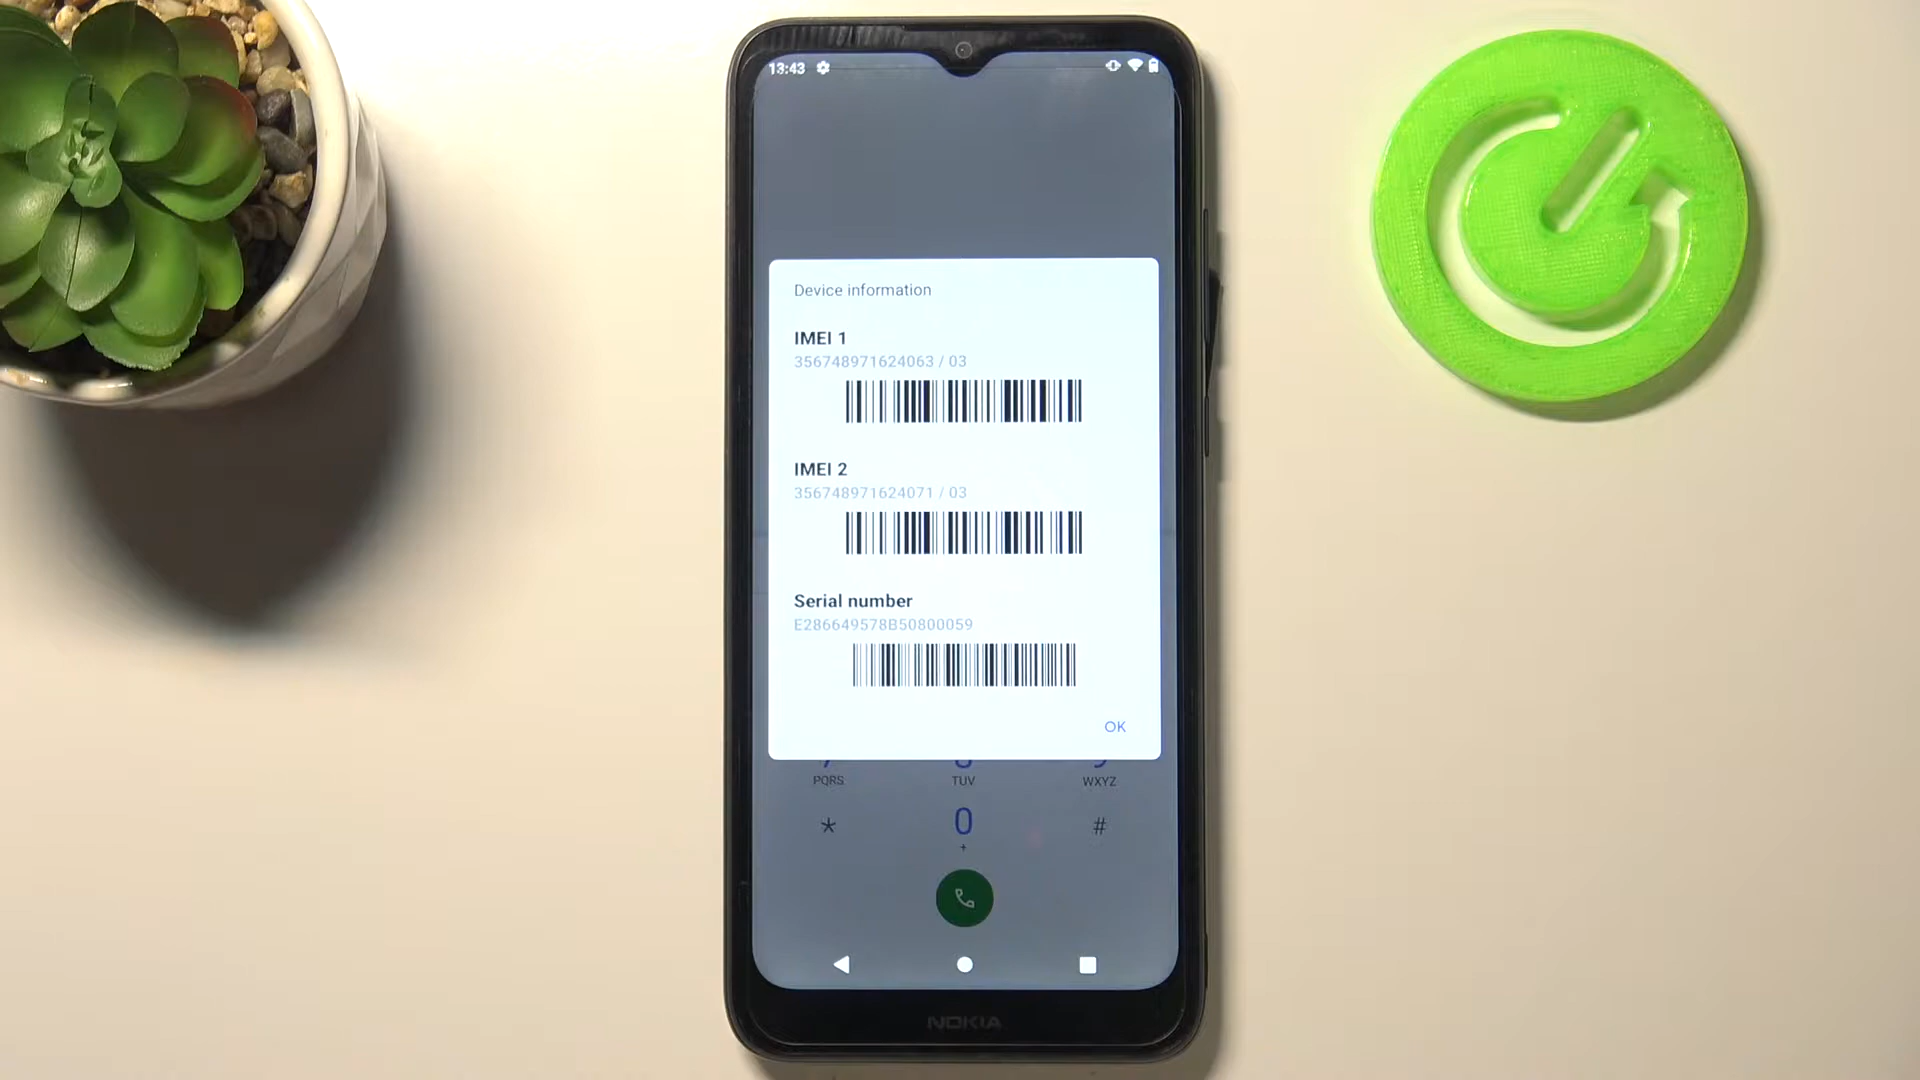 13:43
Device information
IMEI 1
356748971624063 / 03
IMEI 2
356748971624071 / 03
Serial number
E286649578B50800059
OK
PQRS TUV WXYZ
* 0 #
+
NOKIA